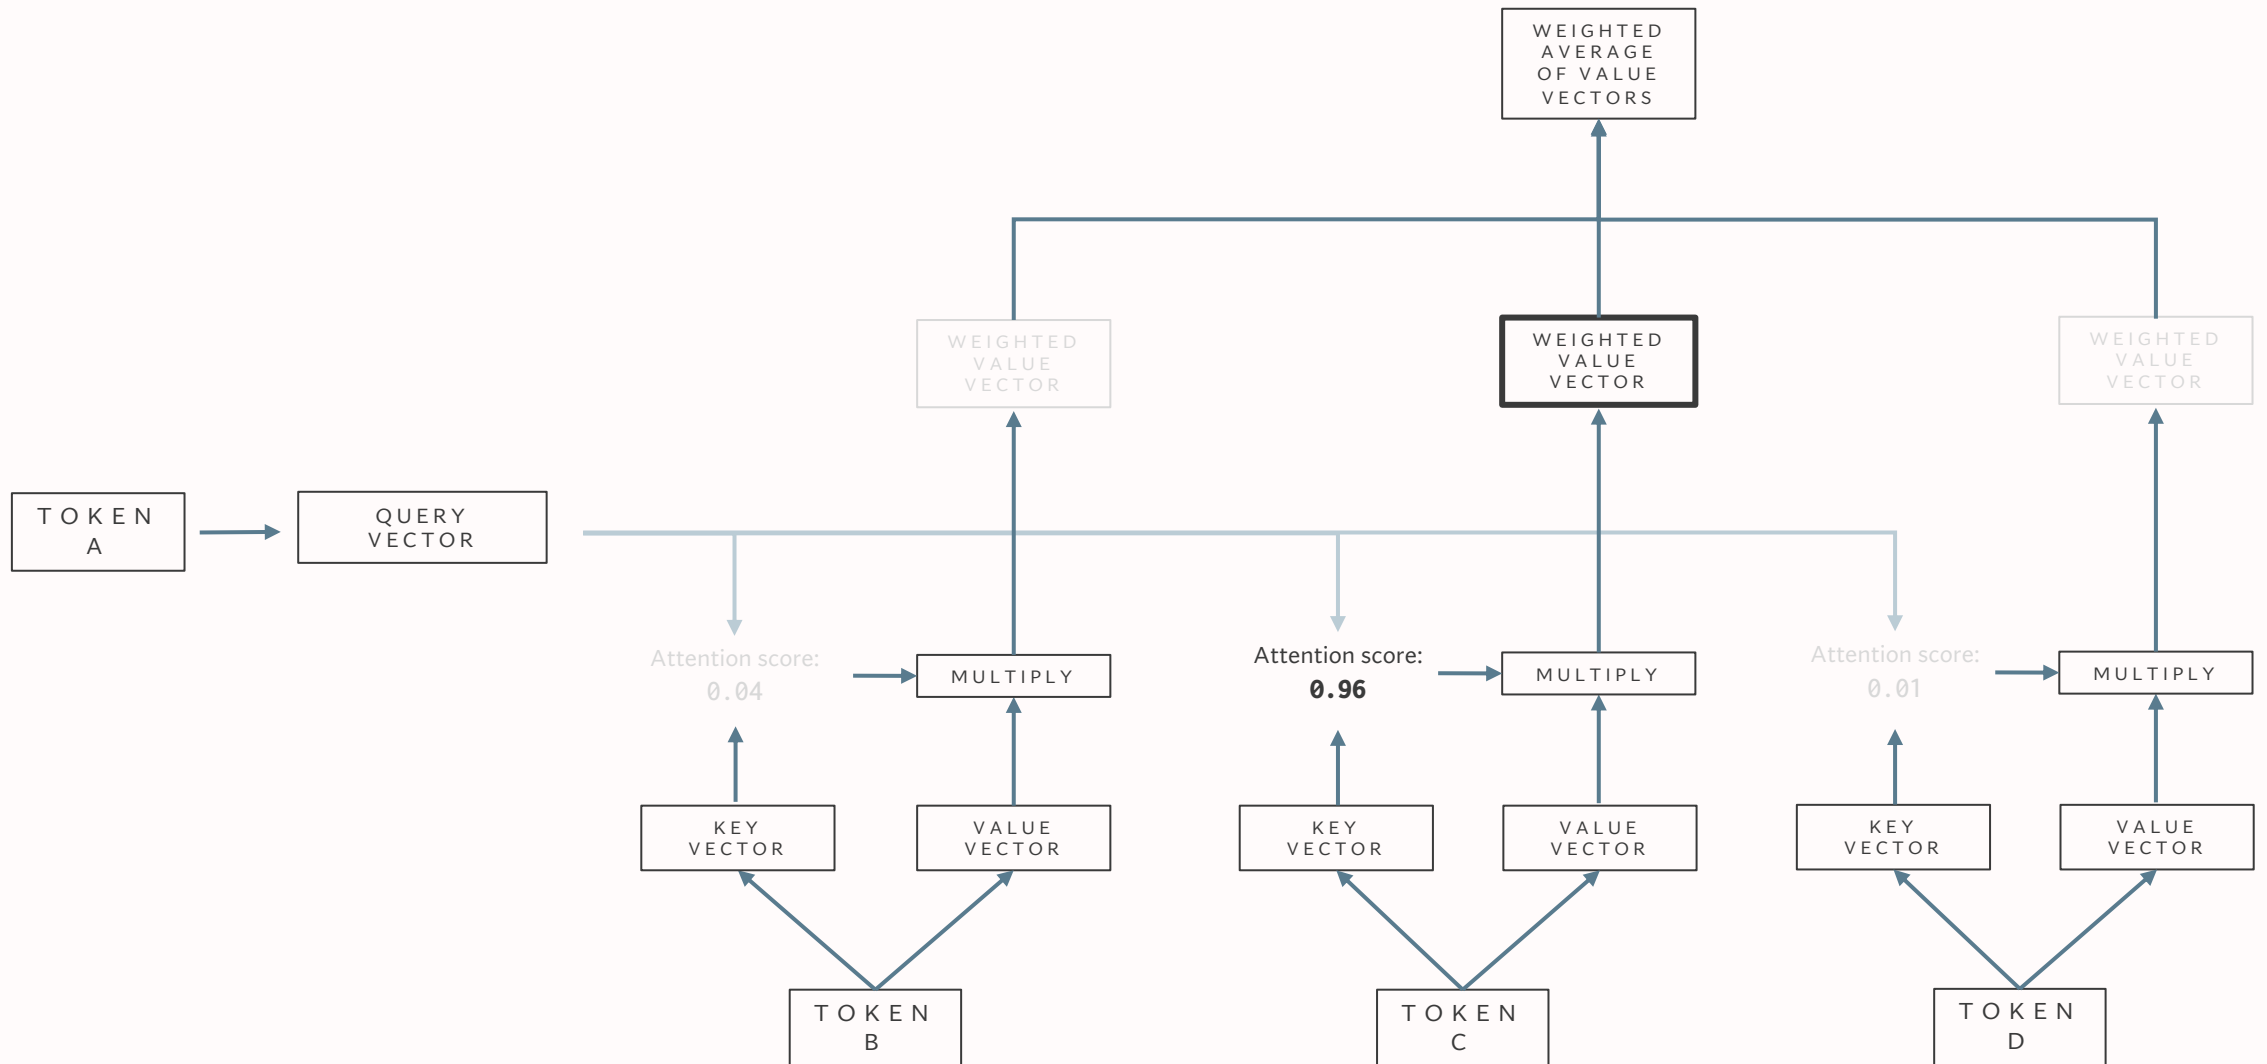 WEIGHTED
AVERAGE
OF VALUE
VECTORS
WEIGHTED
VALUE
VECTOR
WEIGHTED
VALUE
VECTOR
WEIGHTED
VALUE
VECTOR
TOKEN
A
QUERY
VECTOR
Attention score:
0.04
MULTIPLY
Attention score:
0.96
MULTIPLY
Attention score:
0.01
MULTIPLY
KEY
VECTOR
VALUE
VECTOR
KEY
VECTOR
VALUE
VECTOR
KEY
VECTOR
VALUE
VECTOR
TOKEN
B
TOKEN
C
TOKEN
D